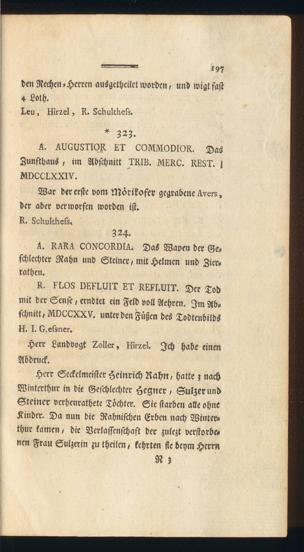 197
den Rechen-Herren ausgetheilet worden, und wigt fast
4 Loth.
Leu, Hirzel, R. Schulthess.
* 323.
A. AUGUSTIOR ET COMMODIOR. Das
Zunfthaus, im Abschnitt TRIB. MERC. REST. |
MDCCLXXIV.
War der erste vom Mörikofer gegrabene Avers,
der aber verworfen worden ist.
R. Schulthess.
324.
A. RARA CONCORDIA. Das Wapen der Ge-
schlechter Rahn und Steiner, mit Helmen und Zier-
rathen.
R. FLOS DEFLUIT ET REFLUIT. Der Tod
mit der Sense, erndtet ein Feld voll Aehren. Im Ab-
schnitt, MDCCXXV. unter den Füßen des Todtenbilds
H. I. Gessner.
Herr Landvogt Zoller, Hirzel. Ich habe einen
Abdruck.
Herr Seckelmeister Heinrich Rahn, hatte 3 nach
Winterthur in die Geschlechter Hegner, Sulzer und
Steiner verheurathete Töchter. Sie starben alle ohne
Kinder. Da nun die Rahnischen Erben nach Winter-
thur kamen, die Verlassenschaft der zulezt verstorbe-
nen Frau Sulzerin zu theilen, kehrten sie beym Herrn
N 3